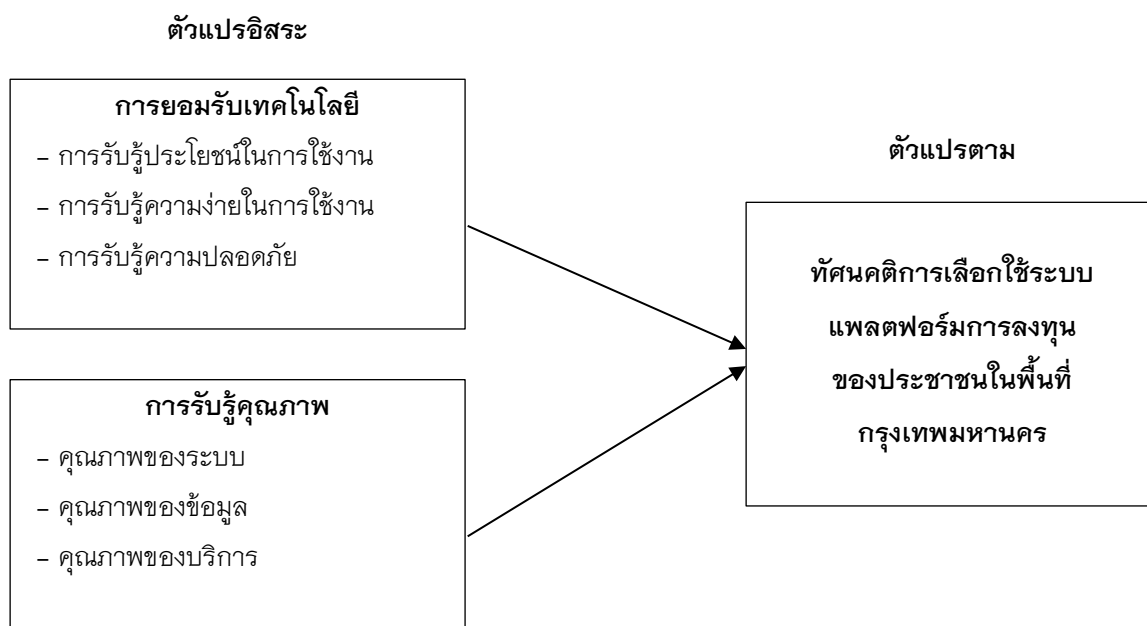 ตัวแปรอิสระ
การยอมรับเทคโนโลยี
– การรับรู้ประโยชน์ในการใช้งาน
– การรับรู้ความง่ายในการใช้งาน
– การรับรู้ความปลอดภัย
การรับรู้คุณภาพ
– คุณภาพของระบบ
– คุณภาพของข้อมูล
– คุณภาพของบริการ
ตัวแปรตาม
ทัศนคติการเลือกใช้ระบบ
แพลตฟอร์มการลงทุน
ของประชาชนในพื้นที่
กรุงเทพมหานคร